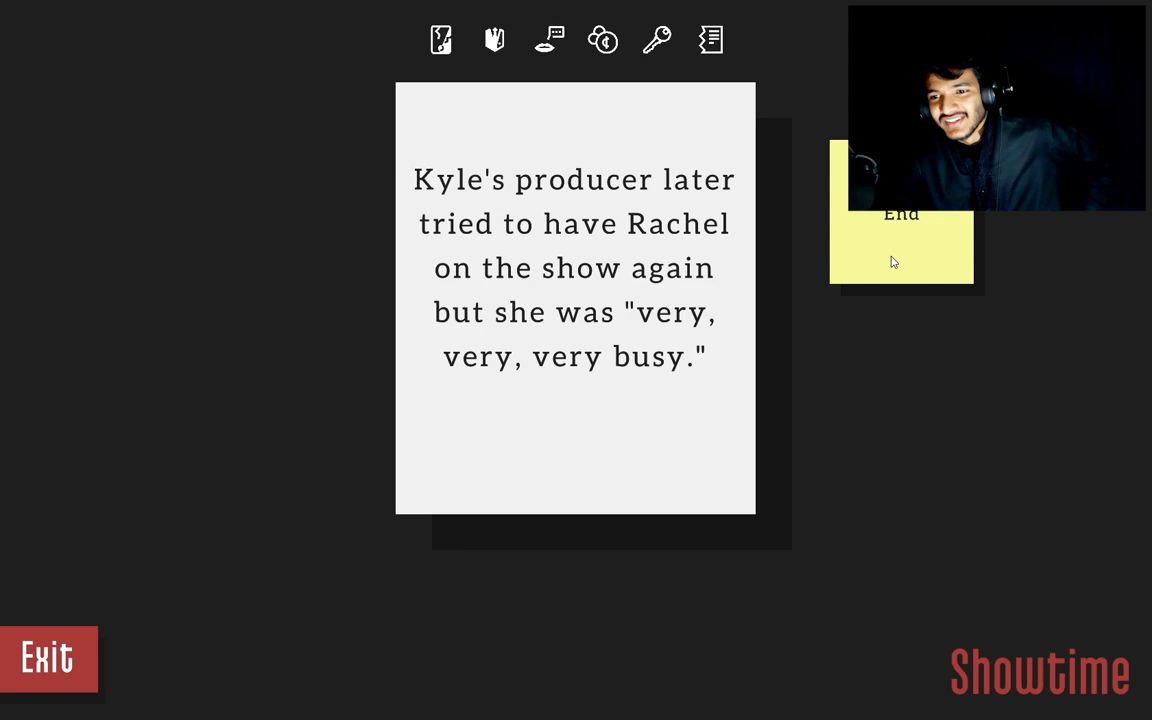 Kyle's producer later
tried to have Rachel
on the show again
but she was "very,
very, very busy."
End
Exit
Showtime